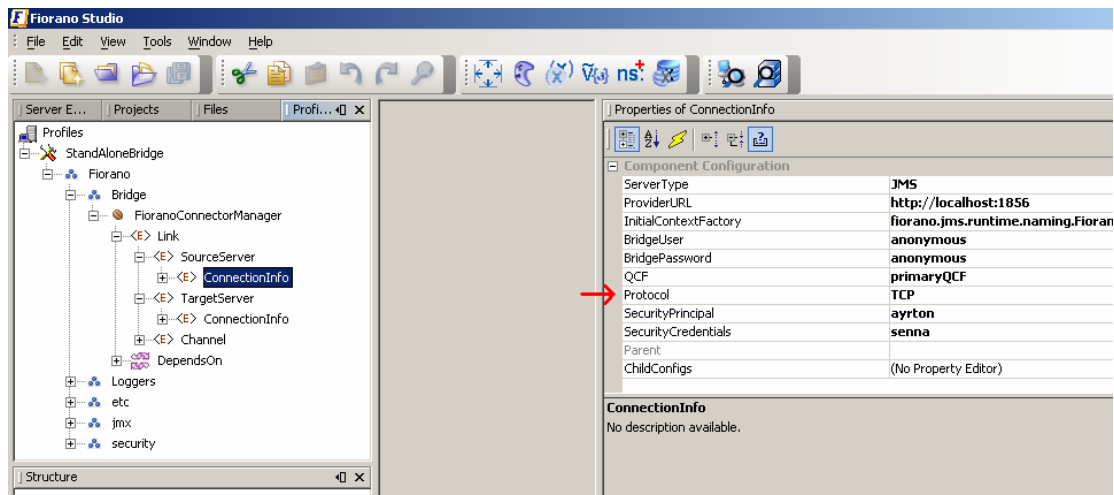 Fiorano Studio
File Edit View Tools Window Help
ns:
Server E... Projects Files Profi...
Profiles
StandAloneBridge
Fiorano
Bridge
FioranoConnectorManager
<E> Link
<E> SourceServer
<E> ConnectionInfo
<E> TargetServer
<E> ConnectionInfo
<E> Channel
DependsOn
Loggers
etc
jmx
security
Structure
Properties of ConnectionInfo
Component Configuration
ServerType JMS
ProviderURL http://localhost:1856
InitialContextFactory fiorano.jms.runtime.naming.Fioran
BridgeUser anonymous
BridgePassword anonymous
QCF primaryQCF
Protocol TCP
SecurityPrincipal ayrton
SecurityCredentials senna
Parent
ChildConfigs (No Property Editor)
ConnectionInfo
No description available.